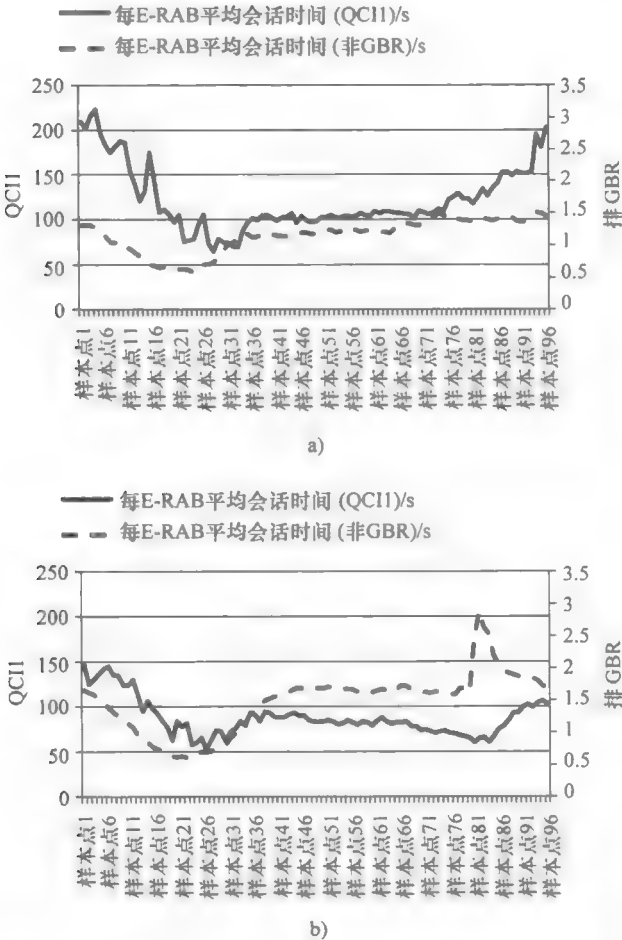 每E-RAB平均会话时间 (QCI1)/s
每E-RAB平均会话时间 (非GBR)/s
250
200
150
100
50
0
QCI1
3.5
3
2.5
2
1.5
1
0.5
0
排 GBR
样本点1
样本点6
样本点11
样本点16
样本点21
样本点26
样本点31
样本点36
样本点41
样本点46
样本点51
样本点56
样本点61
样本点66
样本点71
样本点76
样本点81
样本点86
样本点91
样本点96
a)
每E-RAB平均会话时间 (QCI1)/s
每E-RAB平均会话时间 (非GBR)/s
250
200
150
100
50
0
QCI1
3.5
3
2.5
2
1.5
1
0.5
0
排 GBR
样本点1
样本点6
样本点11
样本点16
样本点21
样本点26
样本点31
样本点36
样本点41
样本点46
样本点51
样本点56
样本点61
样本点66
样本点71
样本点76
样本点81
样本点86
样本点91
样本点96
b)